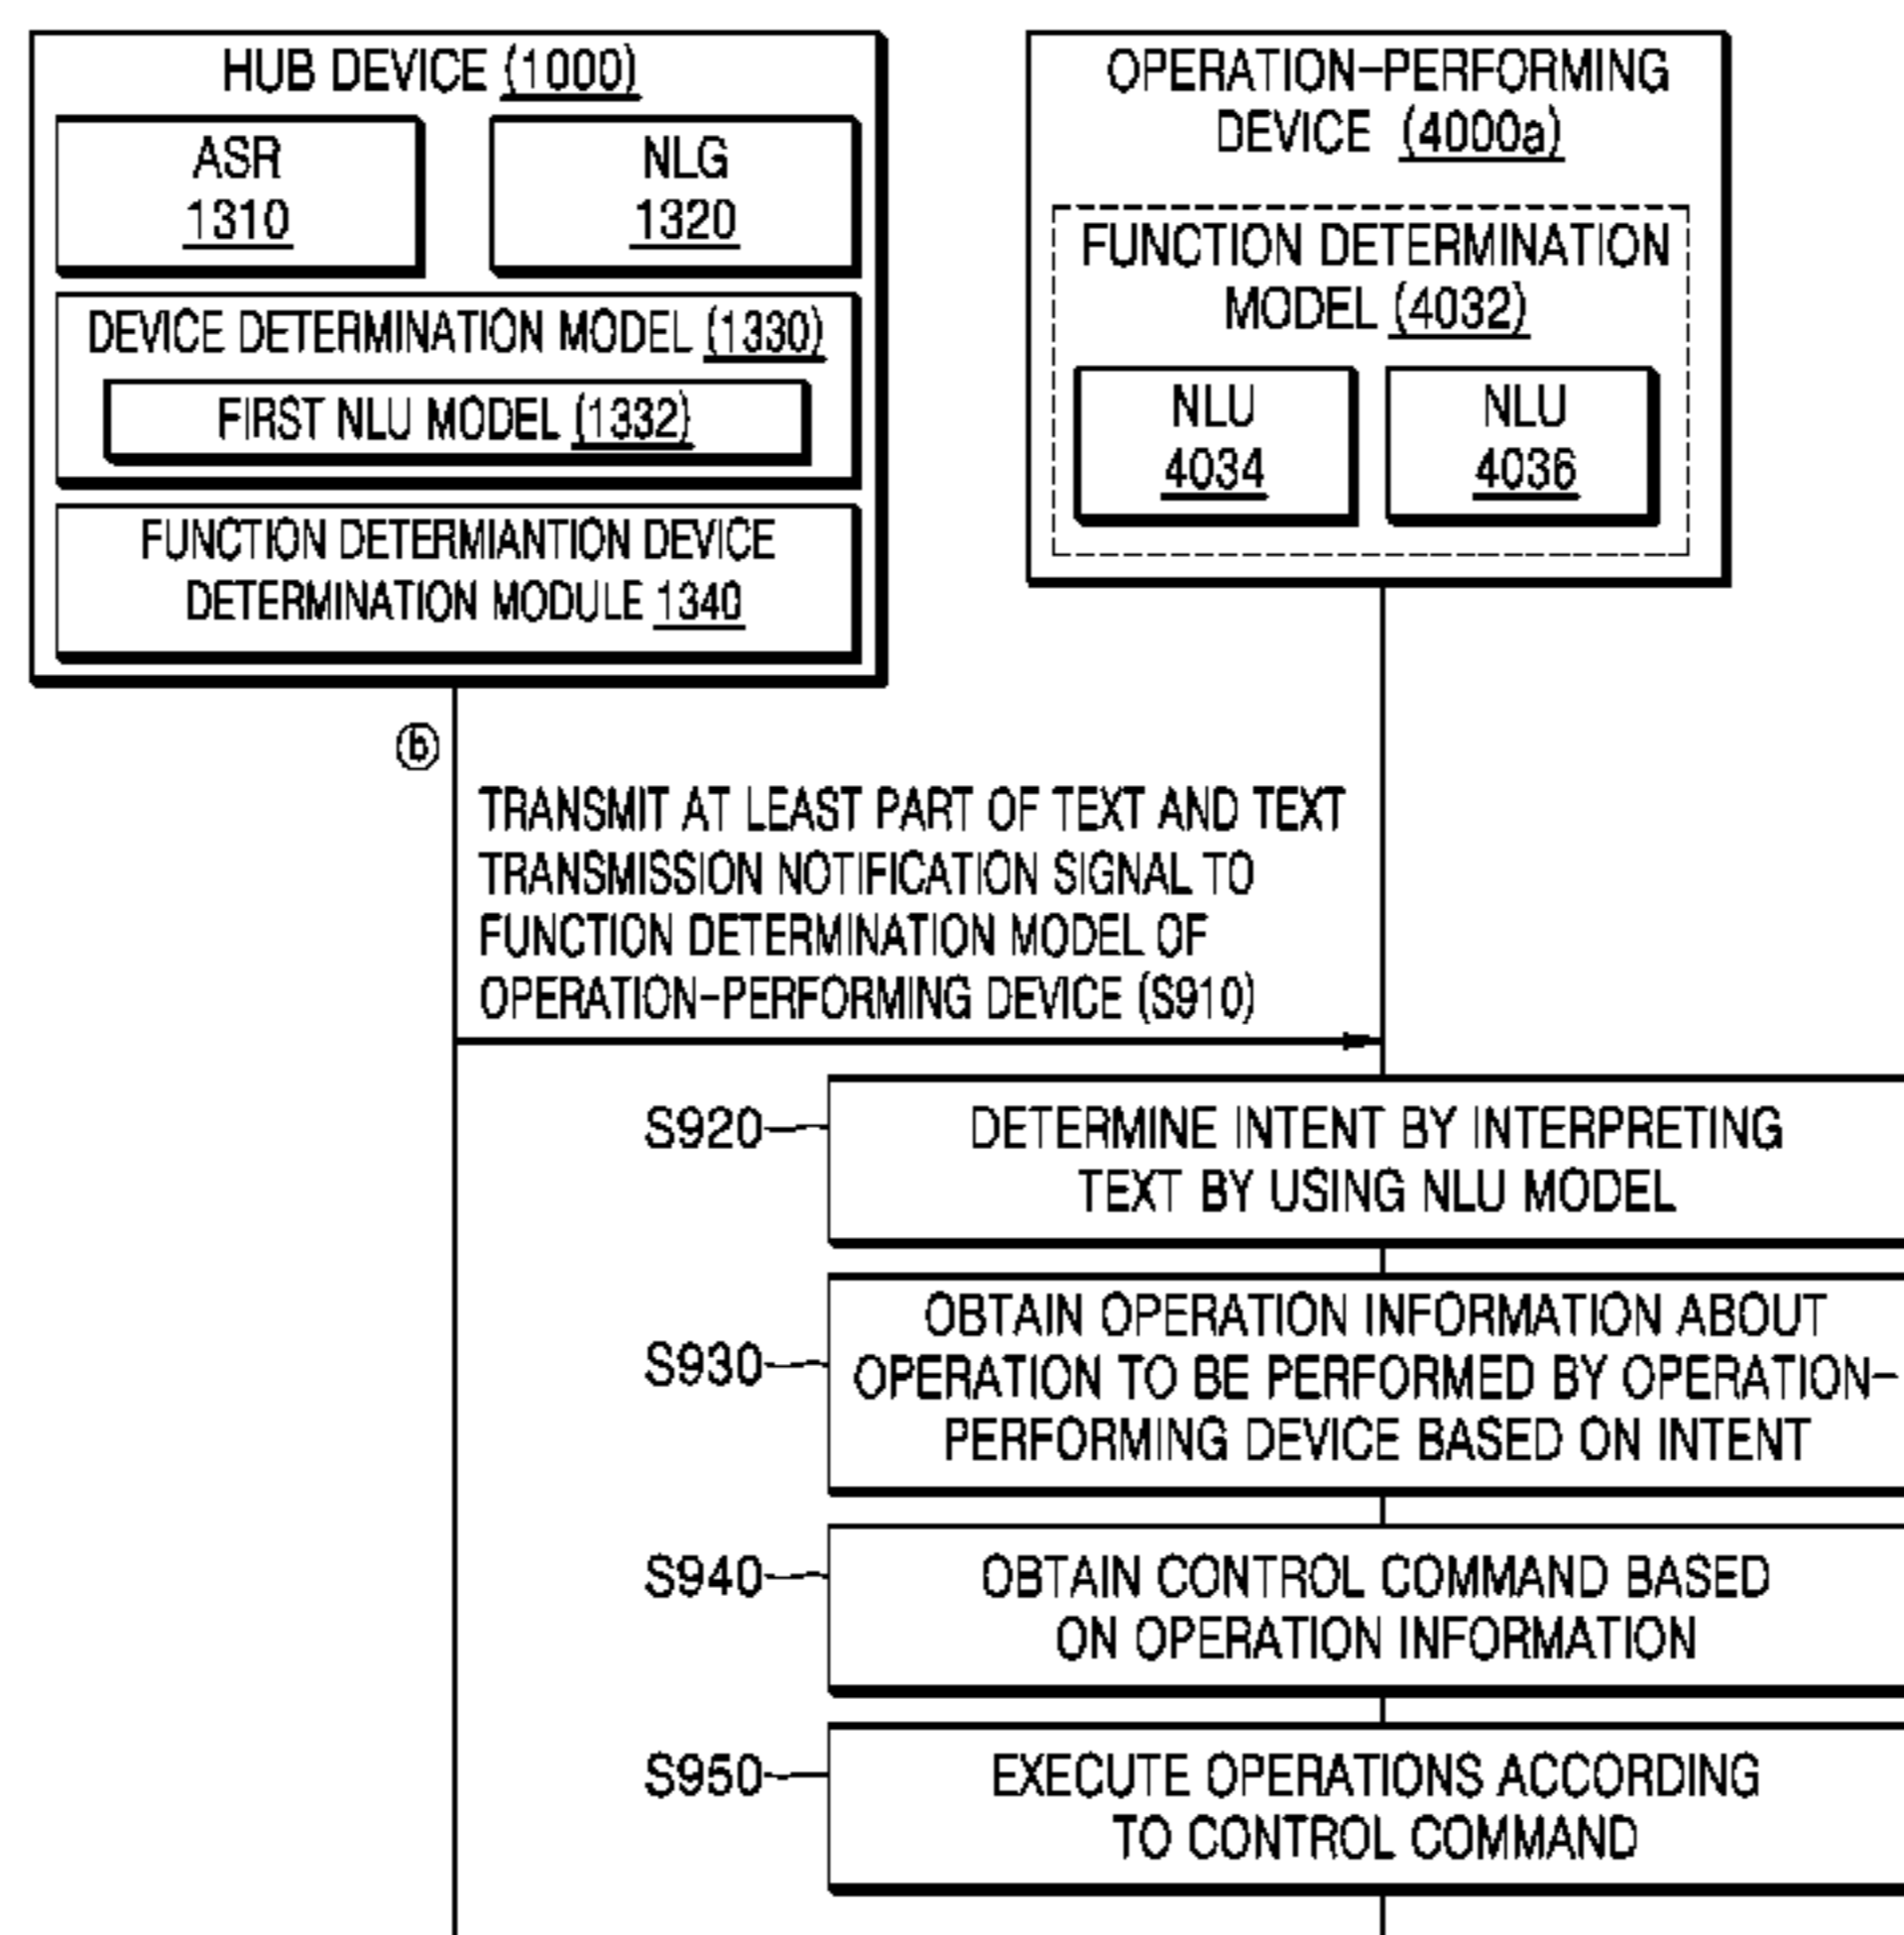 HUB DEVICE (1000)
ASR
1310
NLG
1320
DEVICE DETERMINATION MODEL (1330)
FIRST NLU MODEL (1332)
FUNCTION DETERMIANTION DEVICE
DETERMINATION MODULE 1340
OPERATION-PERFORMING
DEVICE (4000a)
FUNCTION DETERMINATION
MODEL (4032)
NLU
4034
NLU
4036
ⓑ
TRANSMIT AT LEAST PART OF TEXT AND TEXT
TRANSMISSION NOTIFICATION SIGNAL TO
FUNCTION DETERMINATION MODEL OF
OPERATION-PERFORMING DEVICE (S910)
S920
DETERMINE INTENT BY INTERPRETING
TEXT BY USING NLU MODEL
S930
OBTAIN OPERATION INFORMATION ABOUT
OPERATION TO BE PERFORMED BY OPERATION-
PERFORMING DEVICE BASED ON INTENT
S940
OBTAIN CONTROL COMMAND BASED
ON OPERATION INFORMATION
S950
EXECUTE OPERATIONS ACCORDING
TO CONTROL COMMAND